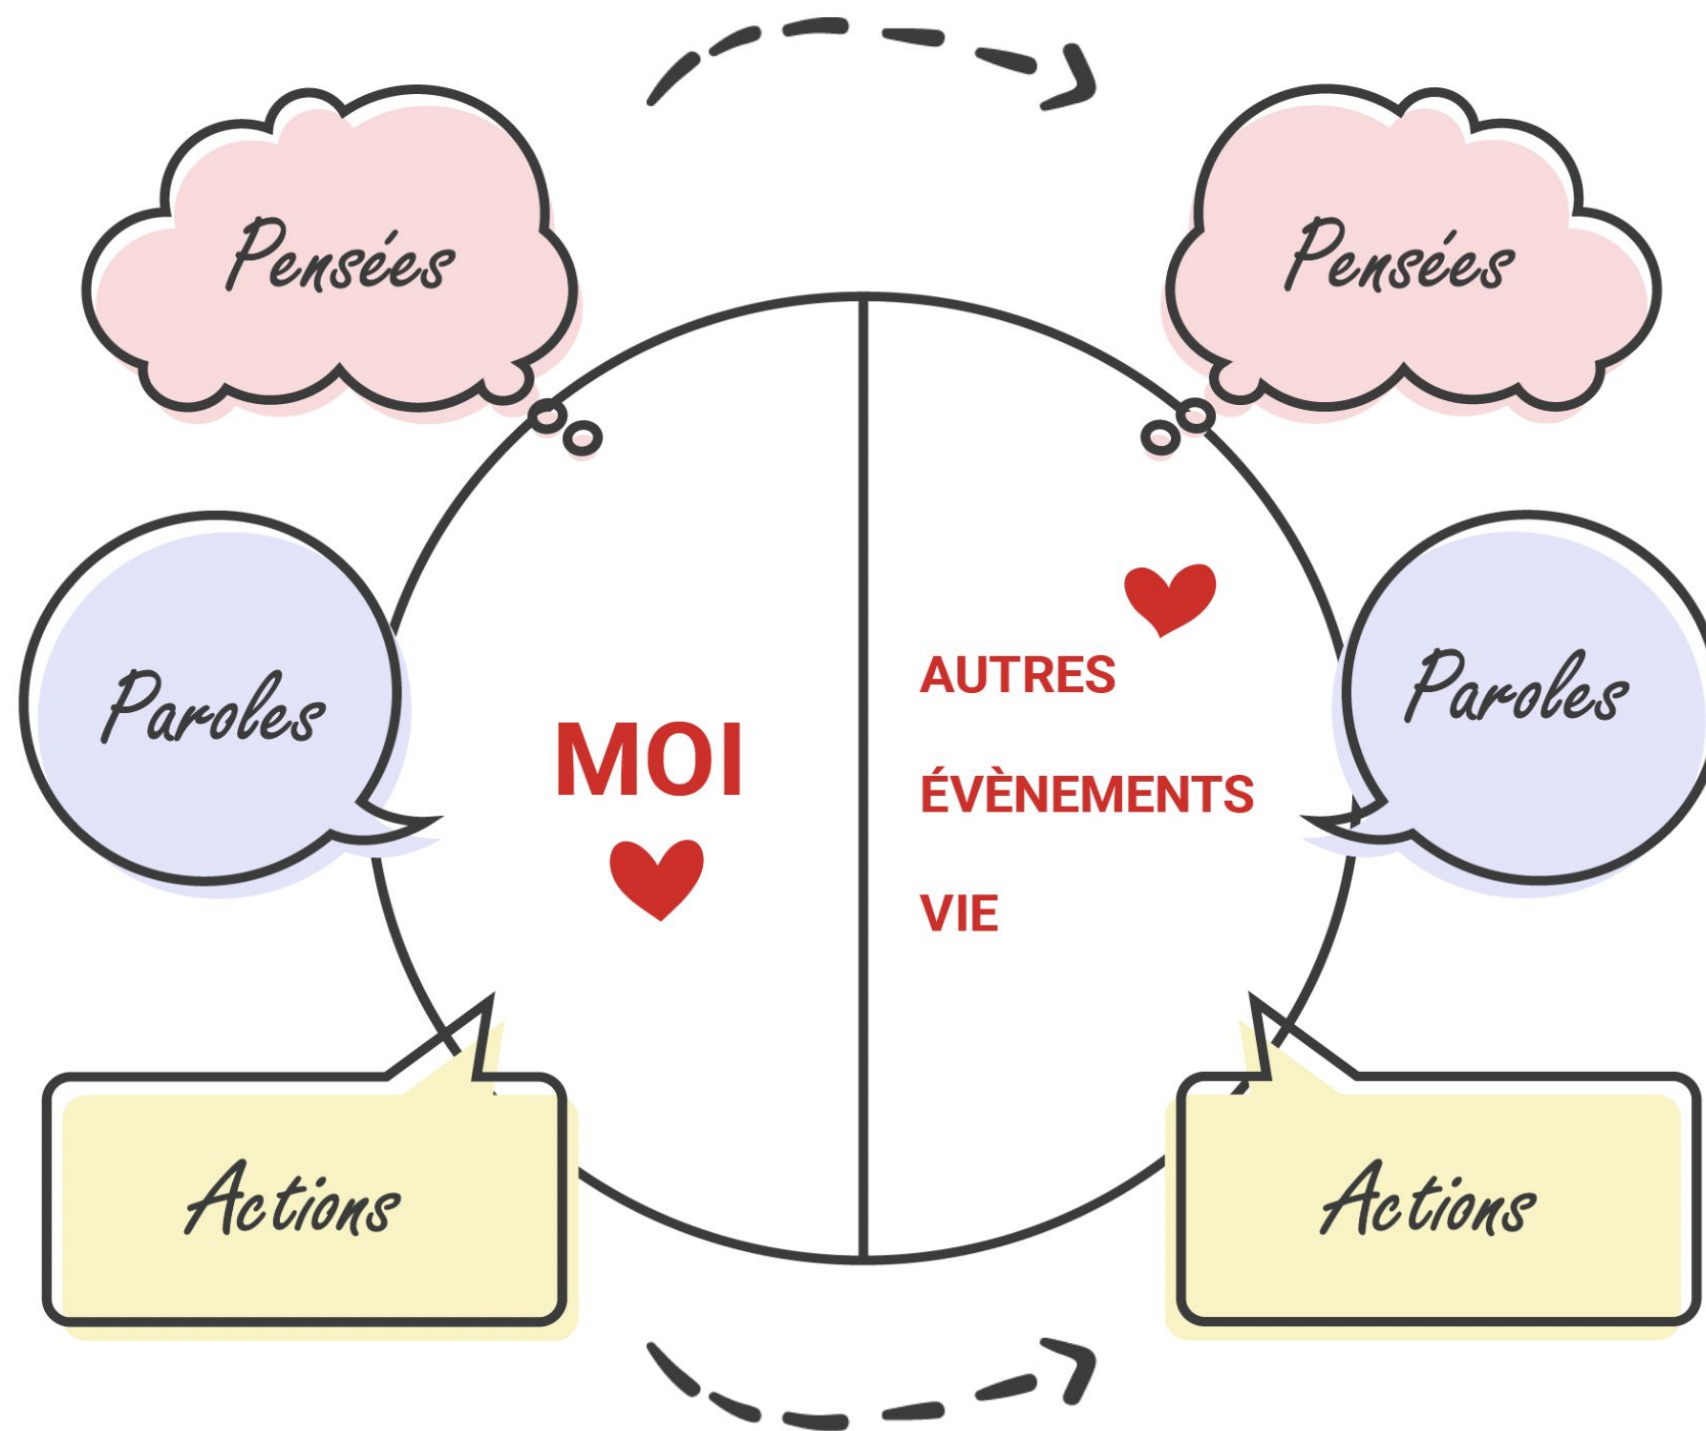 Pensées
Pensées
Paroles
Paroles
MOI
AUTRES
ÉVÈNEMENTS
VIE
Actions
Actions